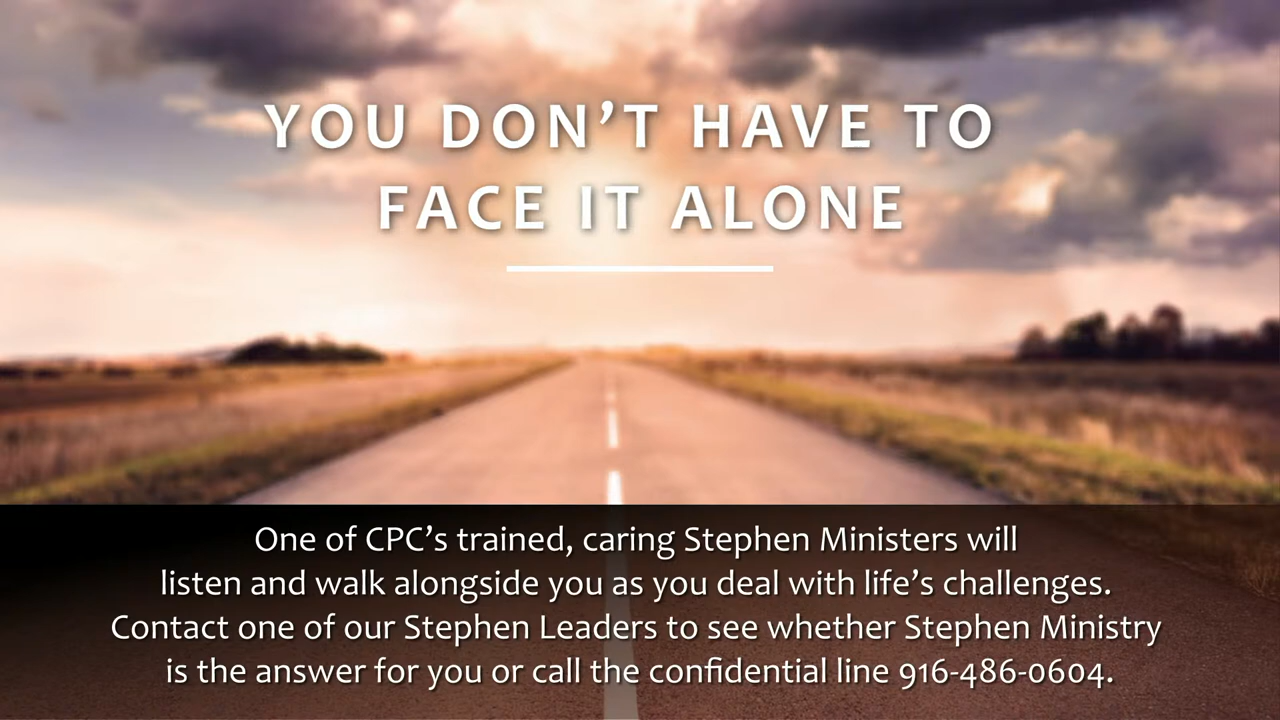 YOU DON’T HAVE TO
FACE IT ALONE
One of CPC’s trained, caring Stephen Ministers will
listen and walk alongside you as you deal with life’s challenges.
Contact one of our Stephen Leaders to see whether Stephen Ministry
is the answer for you or call the confidential line 916-486-0604.